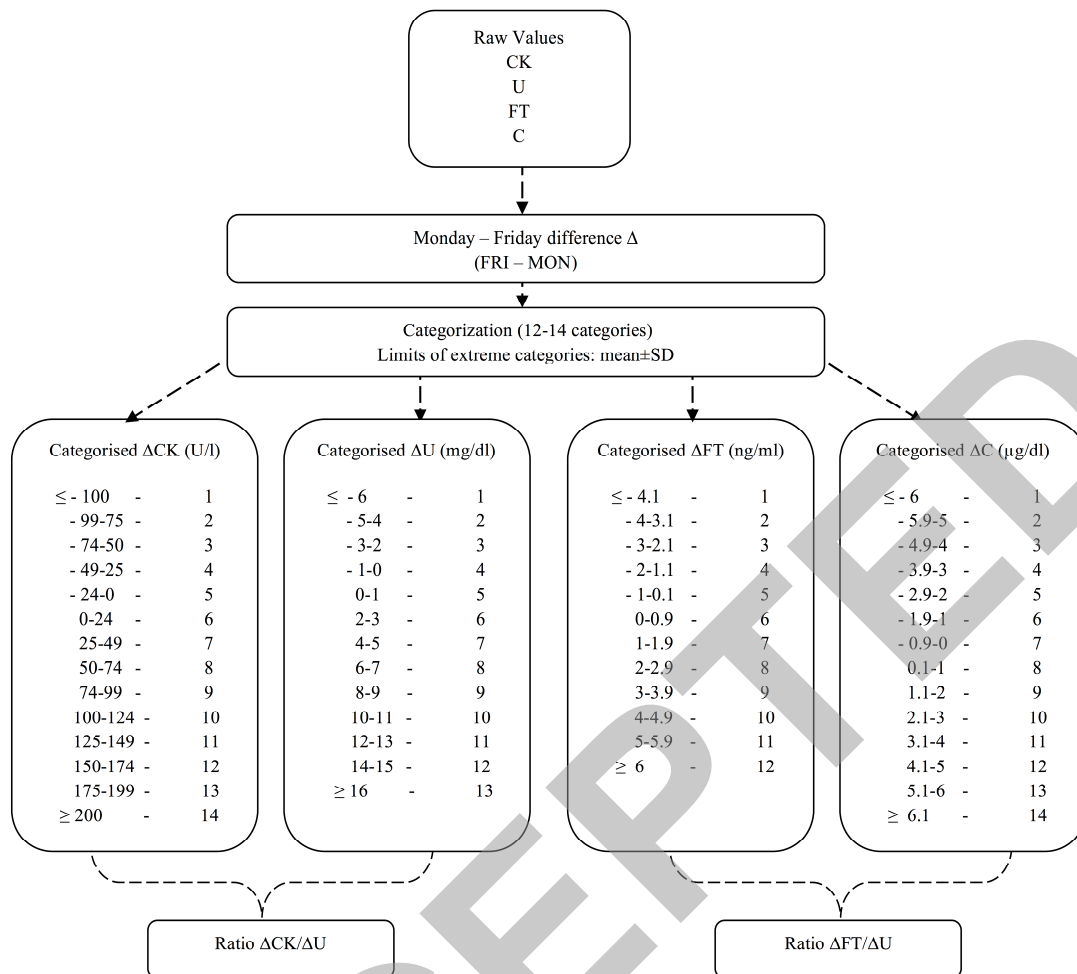 Raw Values
CK
U
FT
C
Monday – Friday difference Δ
(FRI – MON)
Categorization (12-14 categories)
Limits of extreme categories: mean±SD
Categorised ΔCK (U/l)
≤ - 100 - 1
- 99-75 - 2
- 74-50 - 3
- 49-25 - 4
- 24-0 - 5
0-24 - 6
25-49 - 7
50-74 - 8
74-99 - 9
100-124 - 10
125-149 - 11
150-174 - 12
175-199 - 13
≥ 200 - 14
Categorised ΔU (mg/dl)
≤ - 6 - 1
- 5-4 - 2
- 3-2 - 3
- 1-0 - 4
0-1 - 5
2-3 - 6
4-5 - 7
6-7 - 8
8-9 - 9
10-11 - 10
12-13 - 11
14-15 - 12
≥ 16 - 13
Categorised ΔFT (ng/ml)
≤ - 4.1 - 1
- 4-3.1 - 2
- 3-2.1 - 3
- 2-1.1 - 4
- 1-0.1 - 5
0-0.9 - 6
1-1.9 - 7
2-2.9 - 8
3-3.9 - 9
4-4.9 - 10
5-5.9 - 11
≥ 6 - 12
Categorised ΔC (µg/dl)
≤ - 6 - 1
- 5.9-5 - 2
- 4.9-4 - 3
- 3.9-3 - 4
- 2.9-2 - 5
- 1.9-1 - 6
- 0.9-0 - 7
0.1-1 - 8
1.1-2 - 9
2.1-3 - 10
3.1-4 - 11
4.1-5 - 12
5.1-6 - 13
≥ 6.1 - 14
Ratio ΔCK/ΔU
Ratio ΔFT/ΔU
EPTED